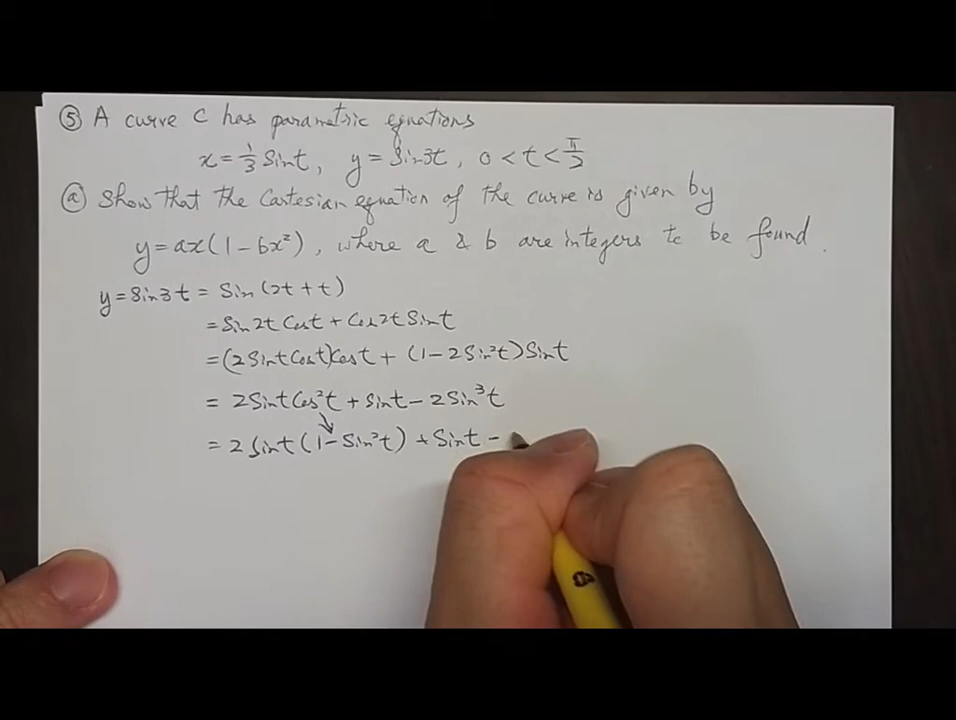 ⑤ A curve C has parametric equations
x = 1/3 Sin t, y = Sin3t, 0 < t < π/2
ⓐ Show that the Cartesian equation of the curve is given by
y = ax(1 - bx²), where a & b are integers to be found.
y = Sin3t = Sin(2t + t)
= Sin2t Cost + Cos2t Sint
= (2Sint Cost)Cost + (1 - 2Sin²t)Sint
= 2Sint Cos²t + Sint - 2Sin³t
= 2Sint(1 - Sin²t) + Sint -